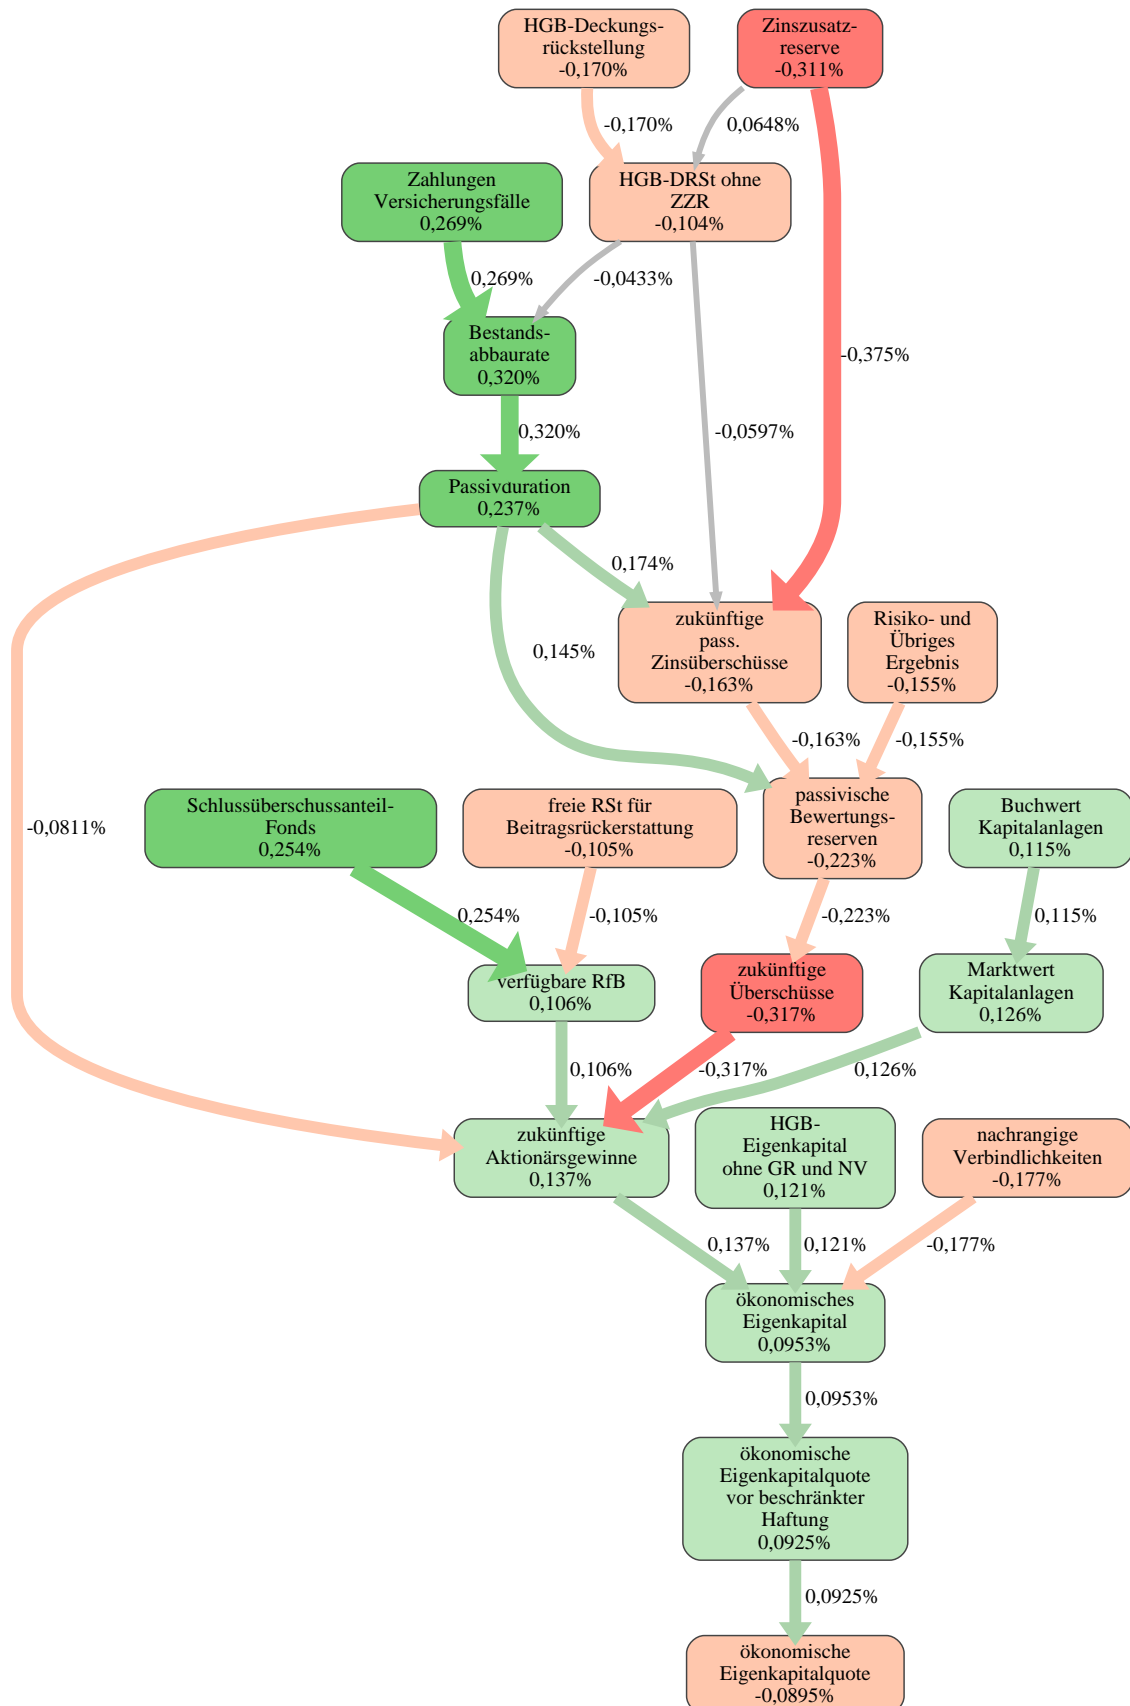 HGB-Deckungs-
rückstellung
-0,170%
Zinszusatz-
reserve
-0,311%
-0,170%
0,0648%
Zahlungen
Versicherungsfälle
0,269%
HGB-DRSt ohne
ZZR
-0,104%
0,269%
-0,0433%
Bestands-
abbaurate
0,320%
-0,375%
0,320%
-0,0597%
Passivduration
0,237%
0,174%
zukünftige
pass.
Zinsüberschüsse
-0,163%
Risiko- und
Übriges
Ergebnis
-0,155%
0,145%
-0,163%
-0,155%
Schlussüberschussanteil-
Fonds
0,254%
freie RSt für
Beitragsrückerstattung
-0,105%
passivische
Bewertungs-
reserven
-0,223%
Buchwert
Kapitalanlagen
0,115%
-0,0811%
0,254%
-0,105%
-0,223%
0,115%
verfügbare RfB
0,106%
zukünftige
Überschüsse
-0,317%
Marktwert
Kapitalanlagen
0,126%
0,106%
-0,317%
0,126%
zukünftige
Aktionärsgewinne
0,137%
HGB-
Eigenkapital
ohne GR und NV
0,121%
nachrangige
Verbindlichkeiten
-0,177%
0,137%
0,121%
-0,177%
ökonomisches
Eigenkapital
0,0953%
0,0953%
ökonomische
Eigenkapitalquote
vor beschränkter
Haftung
0,0925%
0,0925%
ökonomische
Eigenkapitalquote
-0,0895%